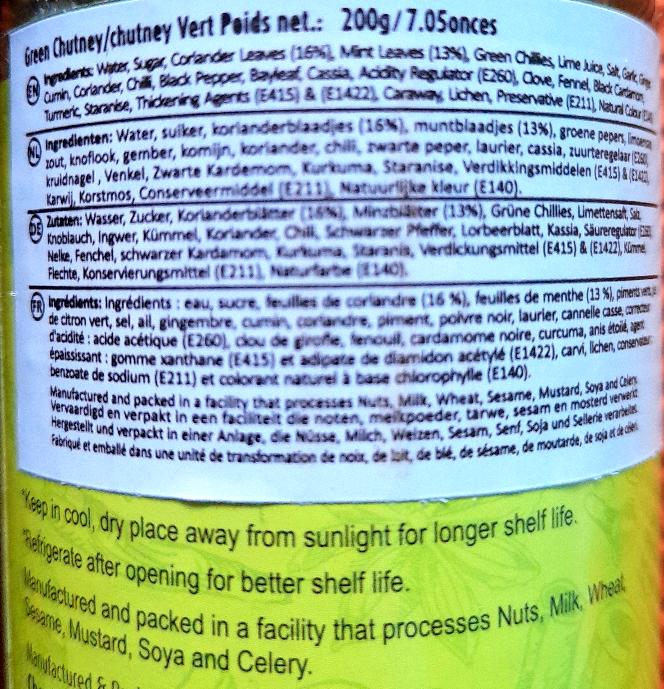 Green Chutney/chutney Vert Poids net.: 200g/7.05onces
EN Ingredients: Water, Sugar, Coriander Leaves (16%), Mint Leaves (13%), Green Chillies, Lime Juice, Salt, Garlic, Ginger
Cumin, Coriander, Chilli, Black Pepper, Bayleaf, Cassia, Acidity Regulator (E260), Clove, Fennel, Black Cardamom,
Turmeric, Staranise, Thickening Agents (E415) & (E1422), Caraway, Lichen, Preservative (E211), Natural Colour
NL Ingredienten: Water, suiker, korianderblaadjes (16%), muntblaadjes (13%), groene pepers,
zout, knoflook, gember, komijn, koriander, chili, zwarte peper, laurier, cassia, zuurteregelaar (E260),
kruidnagel, Venkel, Zwarte Kardemom, Kurkuma, Staranise, Verdikkingsmiddelen (E415) & (E1422),
Karwij, Korstmos, Conserveermiddel (E211), Natuurlijke kleur (E140).
DE Zutaten: Wasser, Zucker, Korianderblätter (16%), Minzblätter (13%), Grüne Chillies, Limettensaft, Salz,
Knoblauch, Ingwer, Kümmel, Koriander, Chili, Schwarzer Pfeffer, Lorbeerblatt, Kassia, Säureregulator (E260)
Nelke, Fenchel, schwarzer Kardamom, Kurkuma, Staranis, Verdickungsmittel (E415) & (E1422), Kümmel,
Flechte, Konservierungsmittel (E211), Naturfarbe (E140).
FR Ingrédients: Ingrédients : eau, sucre, feuilles de coriandre (16 %), feuilles de menthe (13 %), piments verts,
de citron vert, sel, ail, gingembre, cumin, coriandre, piment, poivre noir, laurier, cannelle casse, correcteur
d'acidité : acide acétique (E260), clou de girofle, fenouil, cardamome noire, curcuma, anis étoilé, agent
épaississant : gomme xanthane (E415) et adipate de diamidon acétylé (E1422), carvi, lichen, conservateur
benzoate de sodium (E211) et colorant naturel à base chlorophylle (E140).
Manufactured and packed in a facility that processes Nuts, Milk, Wheat, Sesame, Mustard, Soya and Celery.
Vervaardigd en verpakt in een faciliteit die noten, melkpoeder, tarwe, sesam en mosterd verwerkt
Hergestellt und verpackt in einer Anlage, die Nüsse, Milch, Weizen, Sesam, Senf, Soja und Sellerie verarbeitet.
Fabriqué et emballé dans une unité de transformation de noix, de lait, de blé, de sésame, de moutarde, de soja et de céleri.
*Keep in cool, dry place away from sunlight for longer shelf life.
*Refrigerate after opening for better shelf life.
Manufactured and packed in a facility that processes Nuts, Milk, Wheat,
Sesame, Mustard, Soya and Celery.
Manufactured &